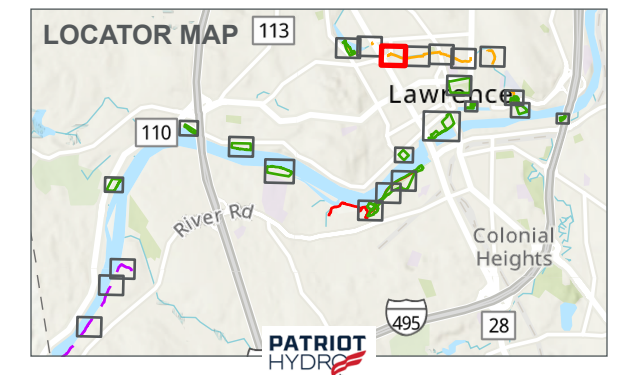 LOCATOR MAP
113
Lawrence
110
River Rd
Colonial
Heights
495
28
PATRIOT
HYDRO